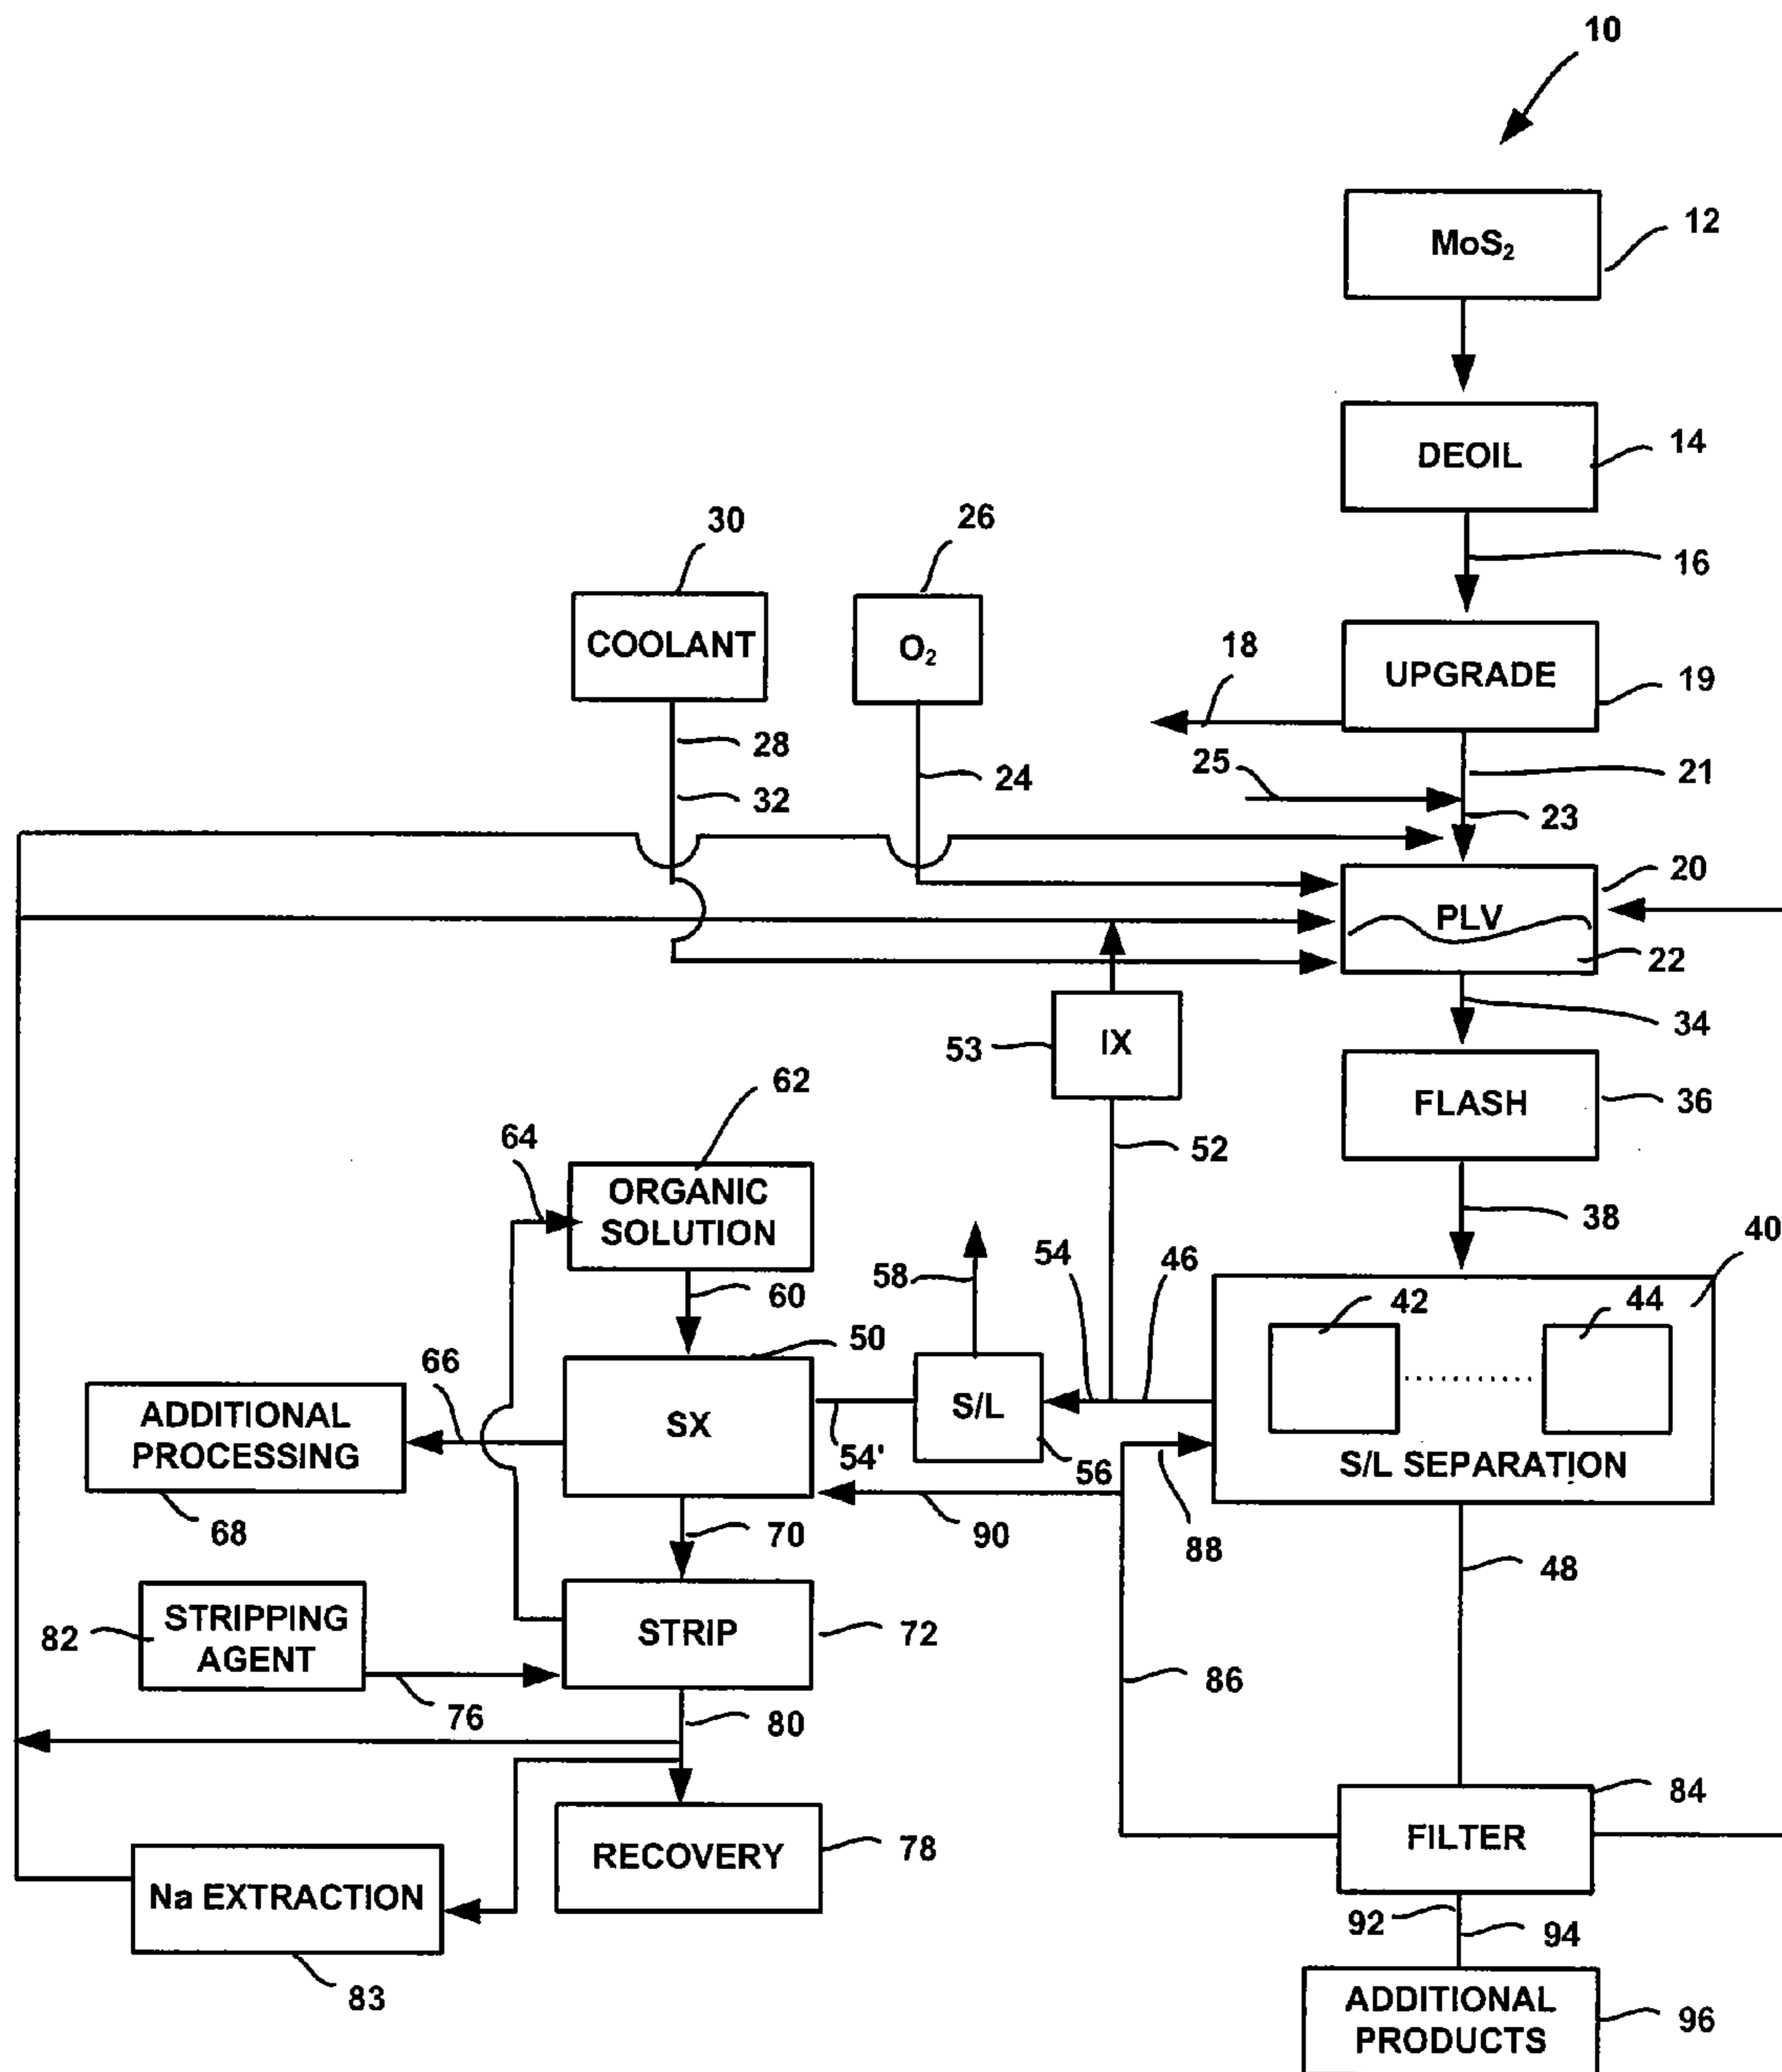 10
MoS₂
12
DEOIL
14
16
30
26
COOLANT
O₂
18
UPGRADE
19
28
24
25
21
32
23
20
PLV
22
34
53
IX
FLASH
36
62
52
64
ORGANIC
SOLUTION
38
40
58
54
46
60
42
44
50
66
ADDITIONAL
PROCESSING
SX
S/L
54'
56
S/L SEPARATION
68
70
90
88
48
STRIPPING
AGENT
82
STRIP
72
86
76
80
84
RECOVERY
78
FILTER
Na EXTRACTION
92
94
83
ADDITIONAL
PRODUCTS
96